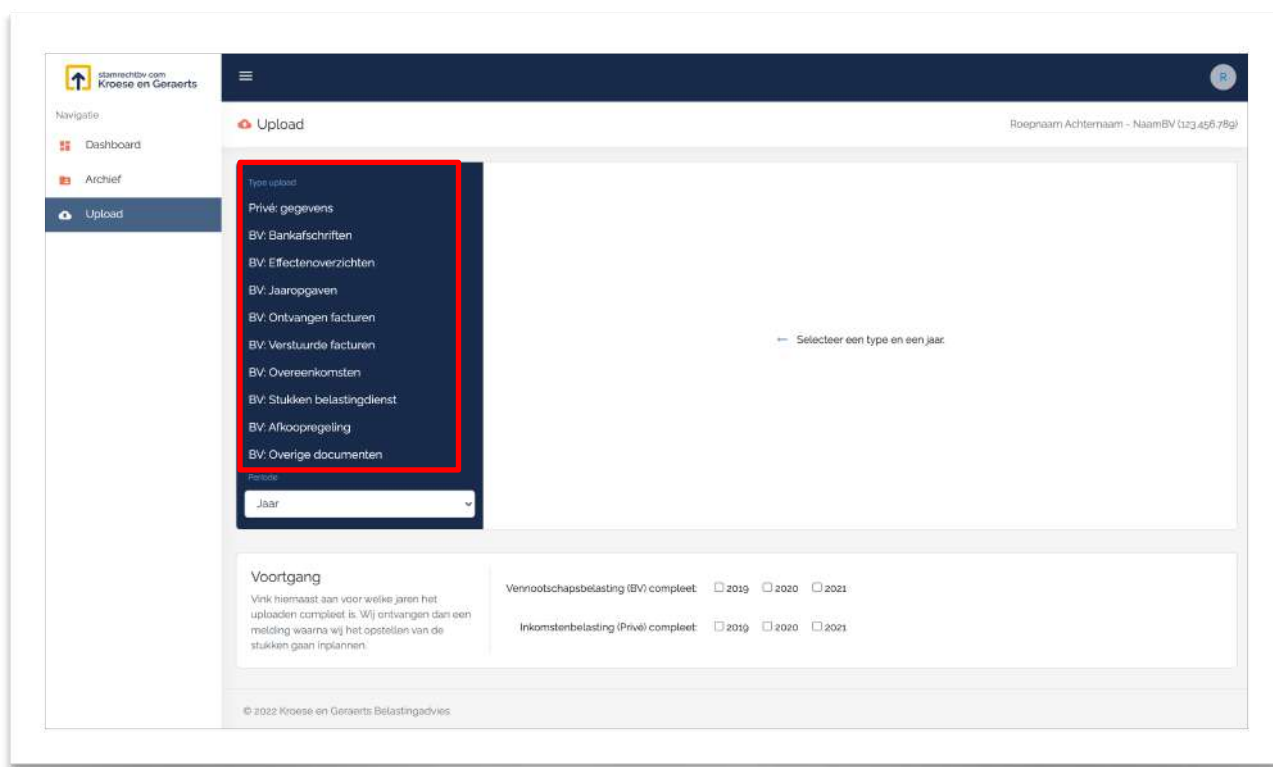 stamrechtbv.com
Kroese en Geraerts
R
Navigatie
Dashboard
Archief
Upload
Upload
Roepnaam Achternaam - NaamBV (123.456.789)
Type upload
Privé: gegevens
BV: Bankafschriften
BV: Effectenoverzichten
BV: Jaaropgaven
BV: Ontvangen facturen
BV: Verstuurde facturen
BV: Overeenkomsten
BV: Stukken belastingdienst
BV: Afkoopregeling
BV: Overige documenten
Periode
Jaar
← Selecteer een type en een jaar.
Voortgang
Vink hiernaast aan voor welke jaren het
uploaden compleet is. Wij ontvangen dan een
melding waarna wij het opstellen van de
stukken gaan inplannen.
Vennootschapsbelasting (BV) compleet: 2019 2020 2021
Inkomstenbelasting (Privé) compleet: 2019 2020 2021
© 2022 Kroese en Geraerts Belastingadvies